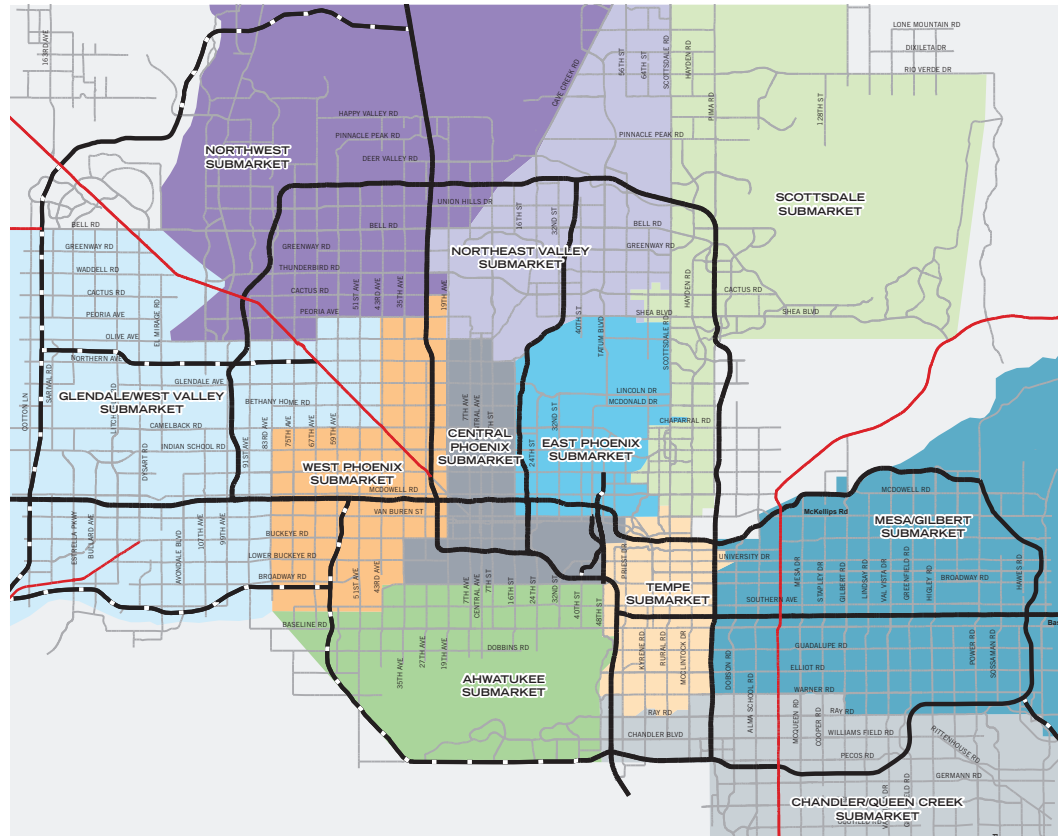 163RD AVE
CAVE CREEK RD
56TH ST
64TH ST
SCOTTSDALE RD
HAYDEN RD
LONE MOUNTAIN RD
DIXILETA DR
RIO VERDE DR
PIMA RD
128TH ST
HAPPY VALLEY RD
PINNACLE PEAK RD
PINNACLE PEAK RD
DEER VALLEY RD
NORTHWEST
SUBMARKET
UNION HILLS DR
SCOTTSDALE
SUBMARKET
BELL RD
BELL RD
16TH ST
32ND ST
BELL RD
GREENWAY RD
GREENWAY RD
GREENWAY RD
NORTHEAST VALLEY
SUBMARKET
WADDELL RD
THUNDERBIRD RD
CACTUS RD
CACTUS RD
51ST AVE
43RD AVE
35TH AVE
19TH AVE
HAYDEN RD
CACTUS RD
PEORIA AVE
EL MIRAGE RD
PEORIA AVE
40TH ST
TATUM BLVD
SHEA BLVD
SHEA BLVD
OLIVE AVE
SCOTTSDALE RD
NORTHERN AVE
GLENDALE AVE
SARIVAL RD
COTTON LN
GLENDALE/WEST VALLEY
SUBMARKET
BETHANY HOME RD
LINCOLN DR
MCDONALD DR
7TH AVE
32ND ST
CAMELBACK RD
83RD AVE
75TH AVE
67TH AVE
59TH AVE
CHAPARRAL RD
INDIAN SCHOOL RD
DYSART RD
91ST AVE
CENTRAL
PHOENIX
SUBMARKET
24TH ST
EAST PHOENIX
SUBMARKET
WEST PHOENIX
SUBMARKET
MCDOWELL RD
MCDOWELL RD
VAN BUREN ST
McKellips Rd
MESA/GILBERT
SUBMARKET
ESTRELLA PKWY
BULLARD AVE
AVONDALE BLVD
107TH AVE
99TH AVE
BUCKEYE RD
LOWER BUCKEYE RD
BROADWAY RD
51ST AVE
43RD AVE
7TH AVE
CENTRAL AVE
7TH ST
16TH ST
24TH ST
32ND ST
40TH ST
48TH ST
PRIEST DR
UNIVERSITY DR
TEMPE
SUBMARKET
SOUTHERN AVE
MESA DR
STAPLEY DR
GILBERT RD
LINDSAY RD
VAL VISTA DR
GREENFIELD RD
HIGLEY RD
BROADWAY RD
HAWES RD
BASELINE RD
Bas
DOBBINS RD
35TH AVE
27TH AVE
19TH AVE
KYRENE RD
RURAL RD
MCCLINTOCK DR
DOBSON RD
GUADALUPE RD
POWER RD
SOSSAMAN RD
ELLIOT RD
AHWATUKEE
SUBMARKET
ALMA SCHOOL RD
WARNER RD
RAY RD
MCQUEEN RD
COOPER RD
RAY RD
CHANDLER BLVD
WILLIAMS FIELD RD
RITTENHOUSE RD
PECOS RD
GERMANN RD
CHANDLER/QUEEN CREEK
SUBMARKET